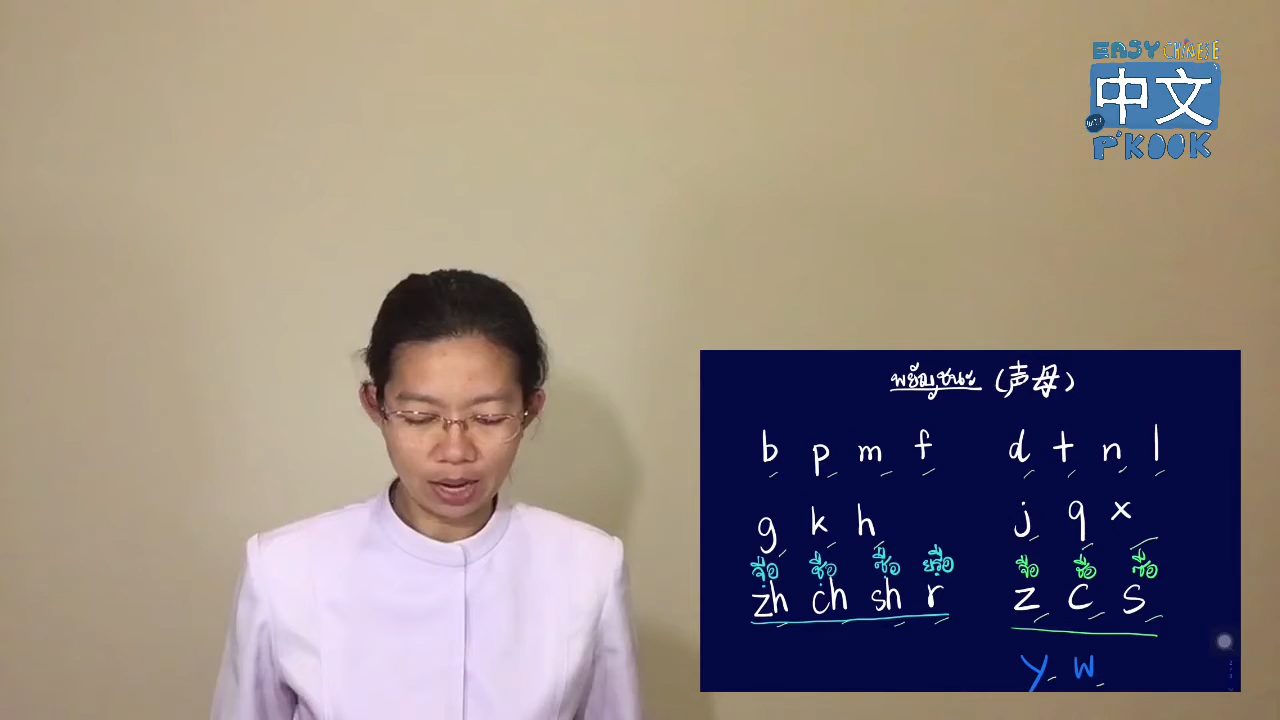 EASY CHINESE
中文
with
P'KOOK
พยัญชนะ (声母)
b p m f d t n l
g k h j q x
จื่อ ชื่อ ซื่อ ยรื่อ จือ ชือ ซือ
zh ch sh r z c s
y w